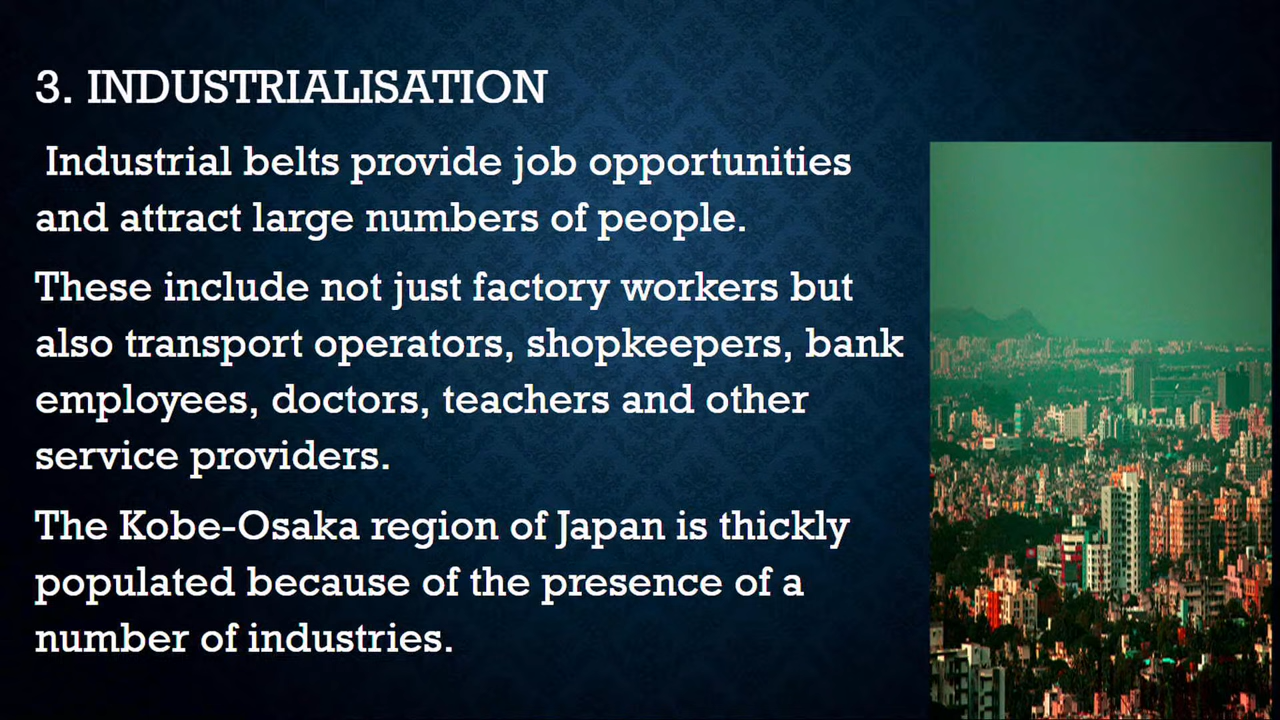 3. INDUSTRIALISATION
Industrial belts provide job opportunities
and attract large numbers of people.
These include not just factory workers but
also transport operators, shopkeepers, bank
employees, doctors, teachers and other
service providers.
The Kobe-Osaka region of Japan is thickly
populated because of the presence of a
number of industries.